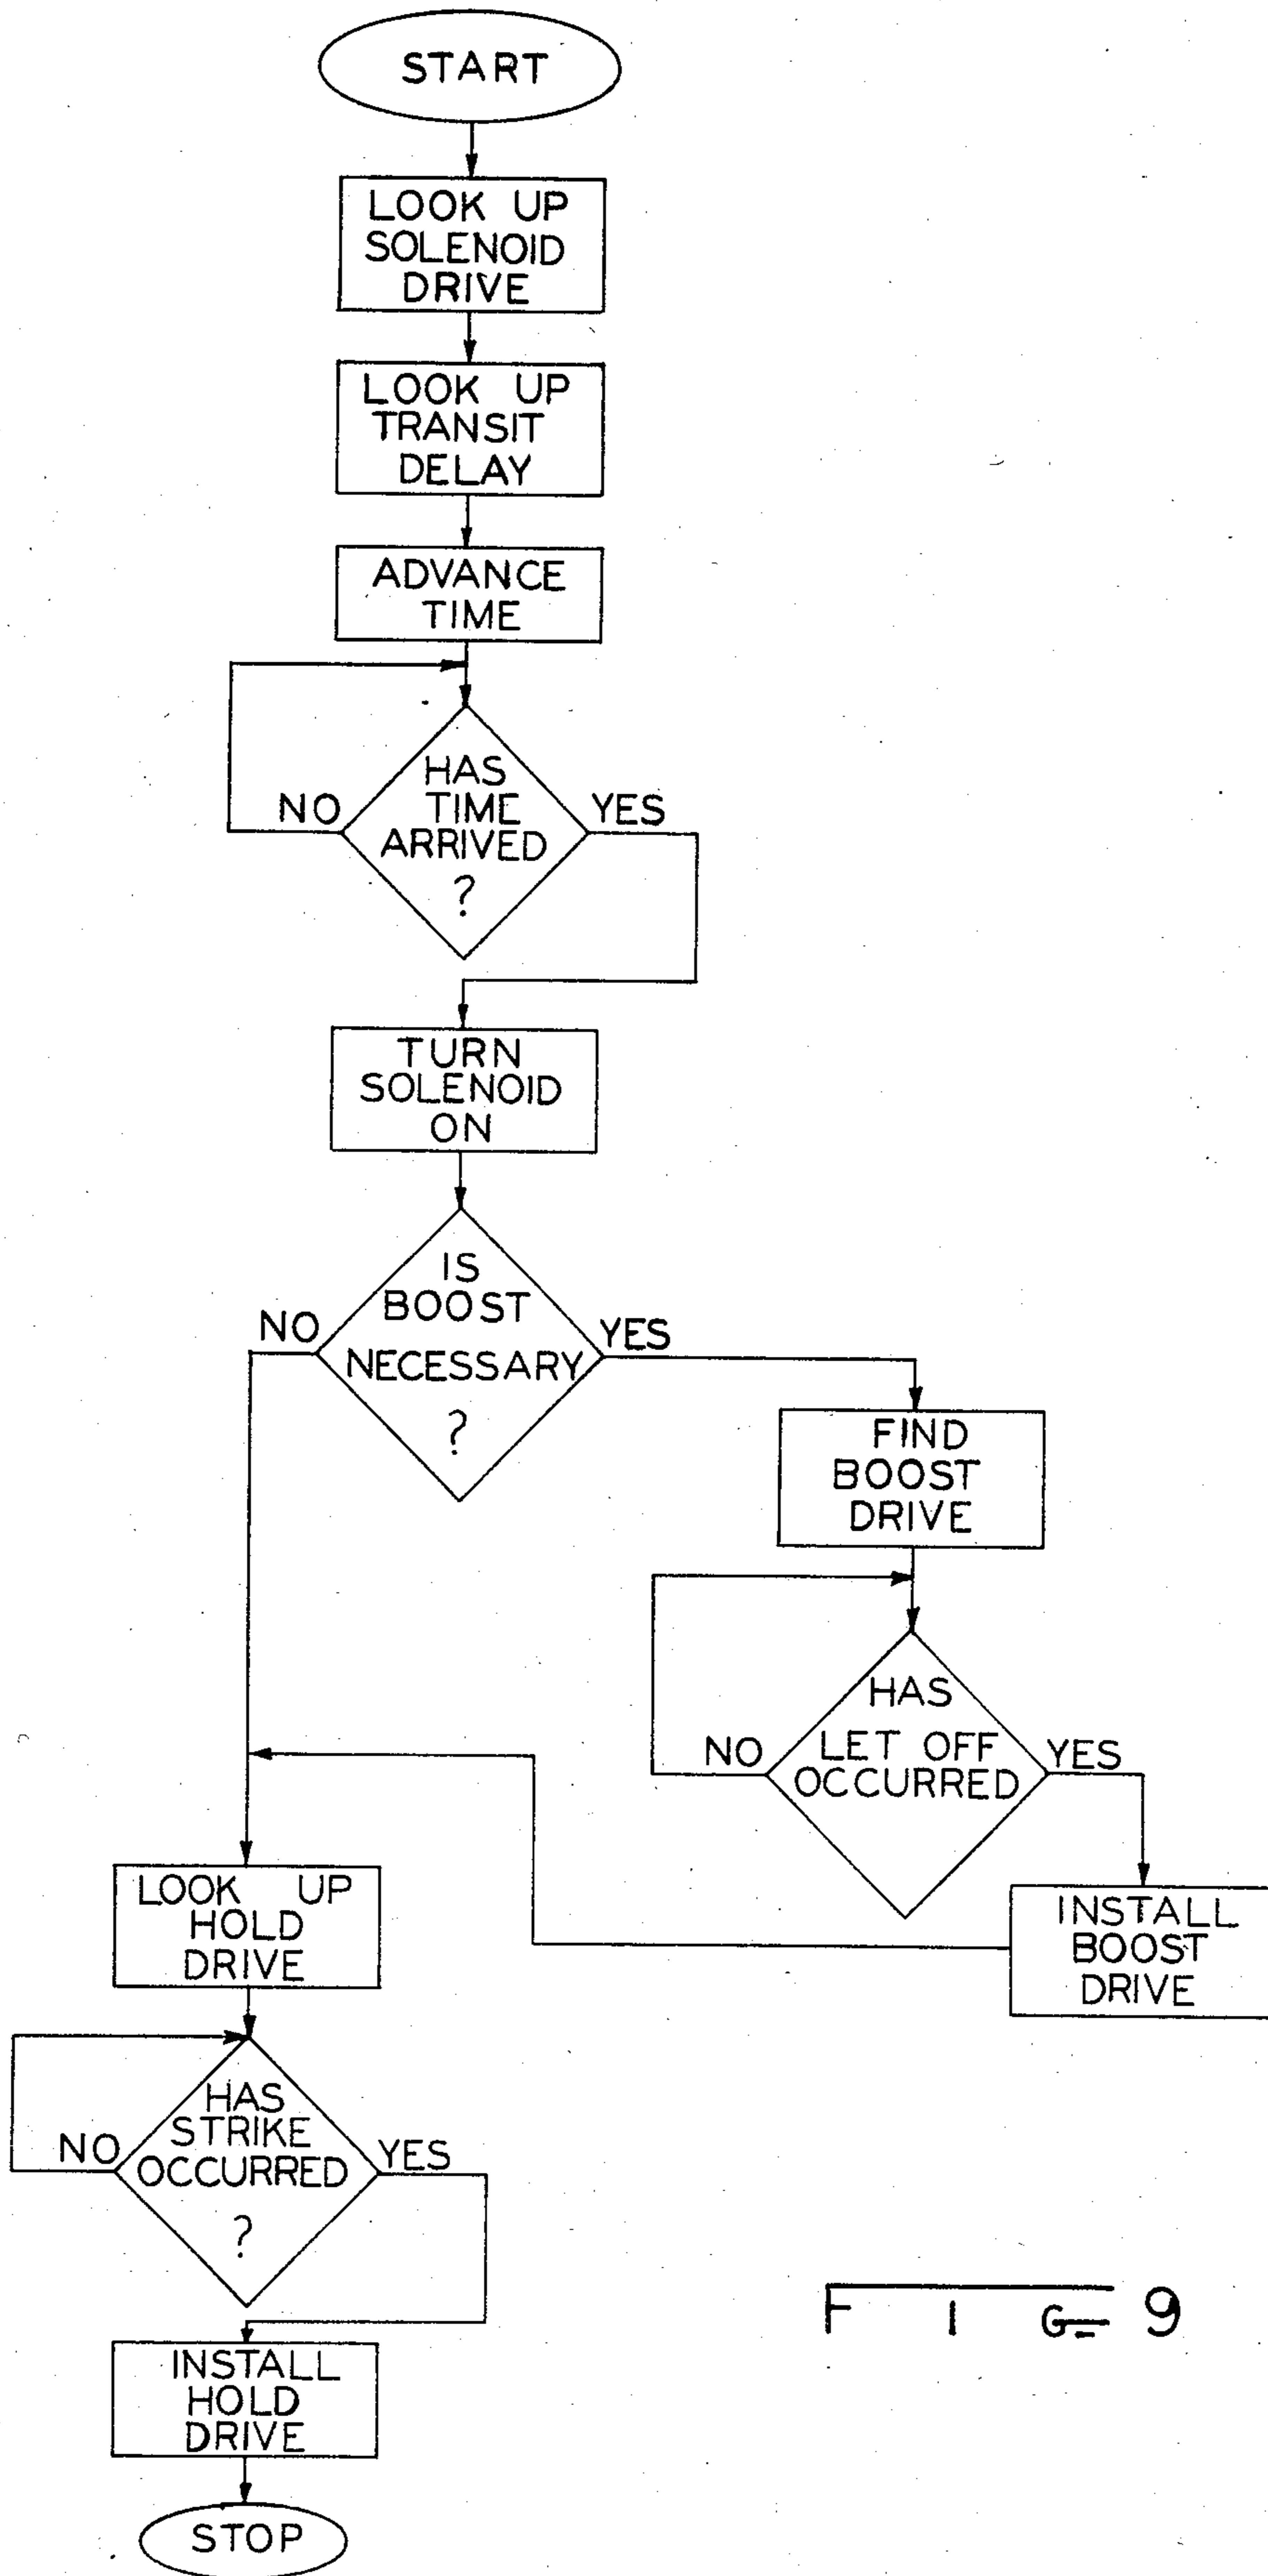 START
LOOK UP
SOLENOID
DRIVE
LOOK UP
TRANSIT
DELAY
ADVANCE
TIME
HAS
TIME
ARRIVED
?
NO
YES
TURN
SOLENOID
ON
IS
BOOST
NECESSARY
?
NO
YES
FIND
BOOST
DRIVE
HAS
LET OFF
OCCURRED
NO
YES
INSTALL
BOOST
DRIVE
LOOK UP
HOLD
DRIVE
HAS
STRIKE
OCCURRED
?
NO
YES
INSTALL
HOLD
DRIVE
STOP
FIG 9